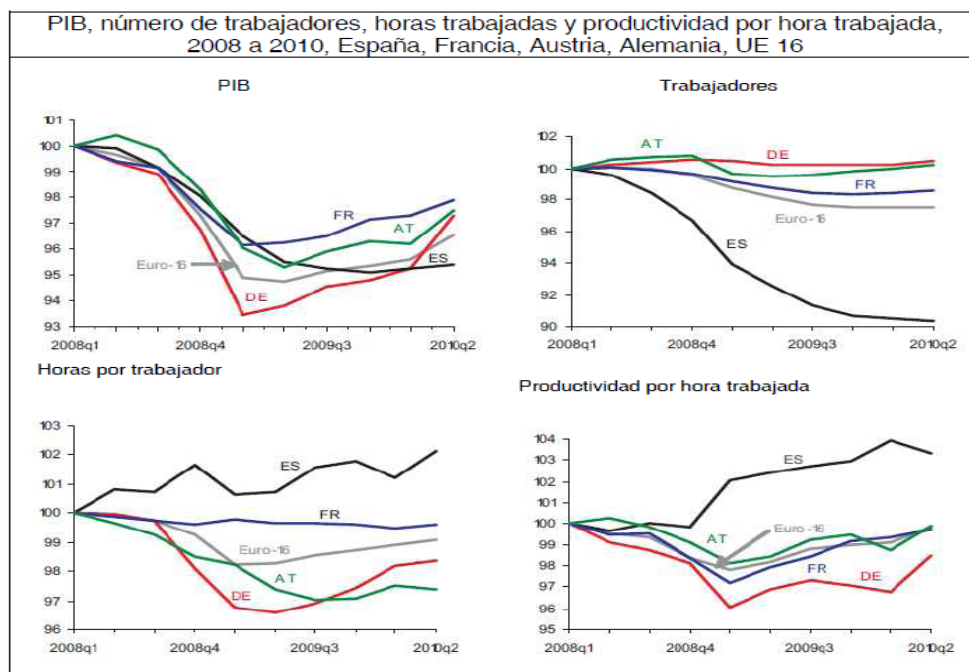 PIB, número de trabajadores, horas trabajadas y productividad por hora trabajada,
2008 a 2010, España, Francia, Austria, Alemania, UE 16
PIB
101
100
99
98
97
96
95
94
93
FR
AT
Euro-16
ES
DE
2008q1
2008q4
2009q3
2010q2
Trabajadores
102
100
98
96
94
92
90
AT
DE
FR
Euro-16
ES
2008q1
2008q4
2009q3
2010q2
Horas por trabajador
104
103
102
101
100
99
98
97
96
ES
FR
Euro-16
AT
DE
2008q1
2008q4
2009q3
2010q2
Productividad por hora trabajada
104
103
102
101
100
99
98
97
96
95
ES
Euro-16
AT
FR
DE
2008q1
2008q4
2009q3
2010q2